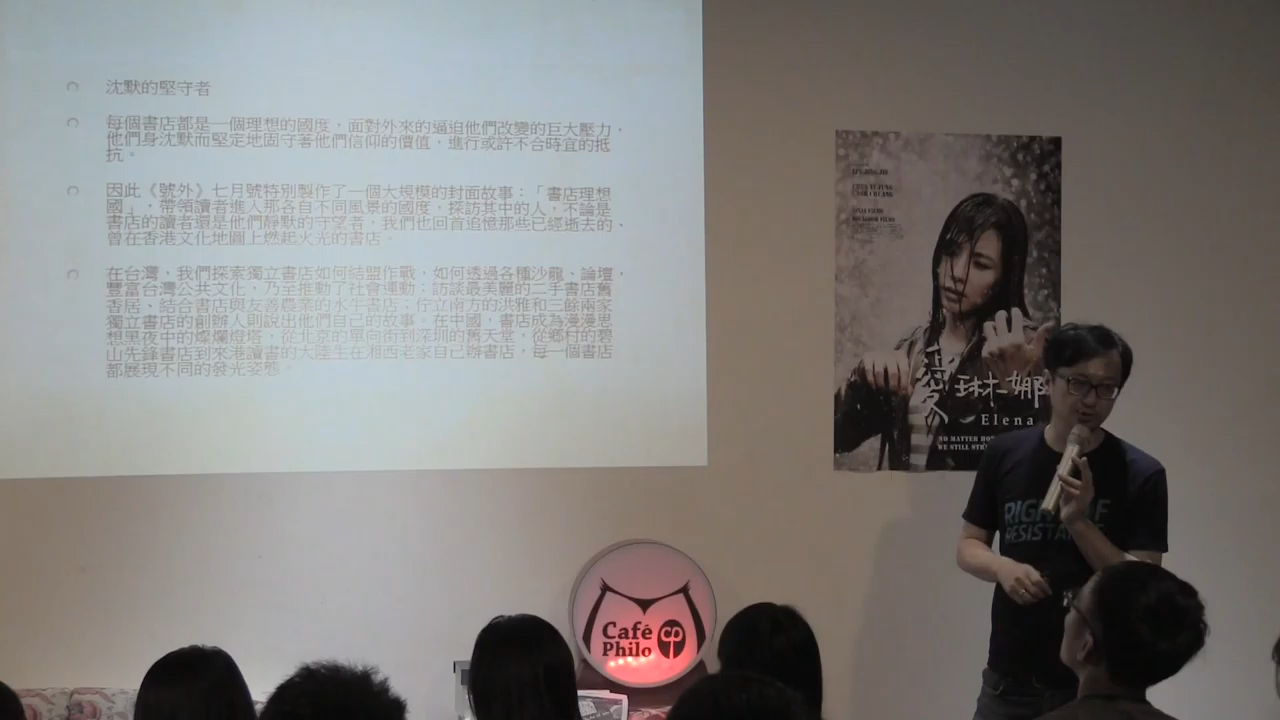 沈默的堅守者
每個書店都是一個理想的國度，面對外來的逼迫他們改變的巨大壓力，
他們身沈默而堅定地固守著他們信仰的價值，進行或許不合時宜的抵
抗。
因此《號外》七月號特別製作了一個大規模的封面故事：「書店理想
國」，帶領讀者進入那各自不同風景的國度，探訪其中的人，不論是
書店的讀者還是他們靜默的守望者，我們也回首追憶那些已經逝去的、
曾在香港文化地圖上燃起火光的書店。
在台灣，我們探索獨立書店如何結盟作戰，如何透過各種沙龍、論壇，
豐富台灣公共文化，乃至推動了社會運動；訪談最美麗的二手書店舊
香居，結合書店與友善農業的水牛書店；佇立南方的洪雅和三餘兩家
獨立書店的創辦人則說出他們自己的故事。在中國，書店成為漫漫思
想黑夜中的燦爛燈塔，從北京的單向街到深圳的舊天堂，從鄉村的碧
山先鋒書店到來港讀書的大陸生在湘西老家自己辦書店，每一個書店
都展現不同的發光姿態。
愛琳娜
Elena
NO MATTER HO
WE STILL
RIGHT OF
RESISTA
Café
Philo